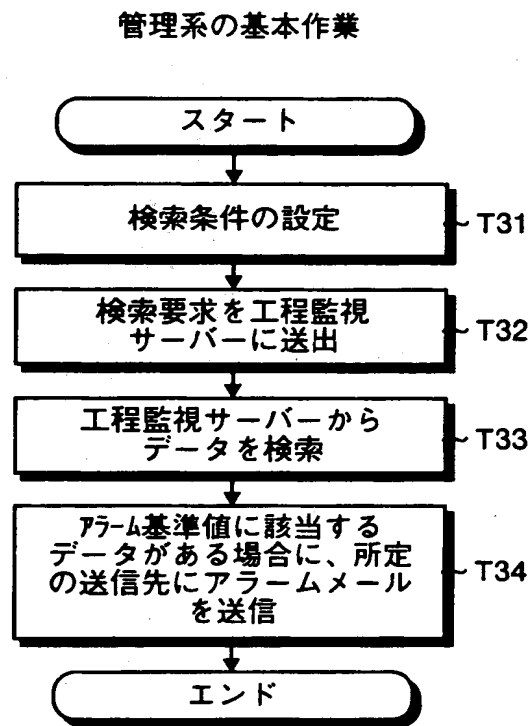 管理系の基本作業
スタート
検索条件の設定
T31
検索要求を工程監視
サーバーに送出
T32
工程監視サーバーから
データを検索
T33
アラーム基準値に該当する
データがある場合に、所定
の送信先にアラームメール
を送信
T34
エンド